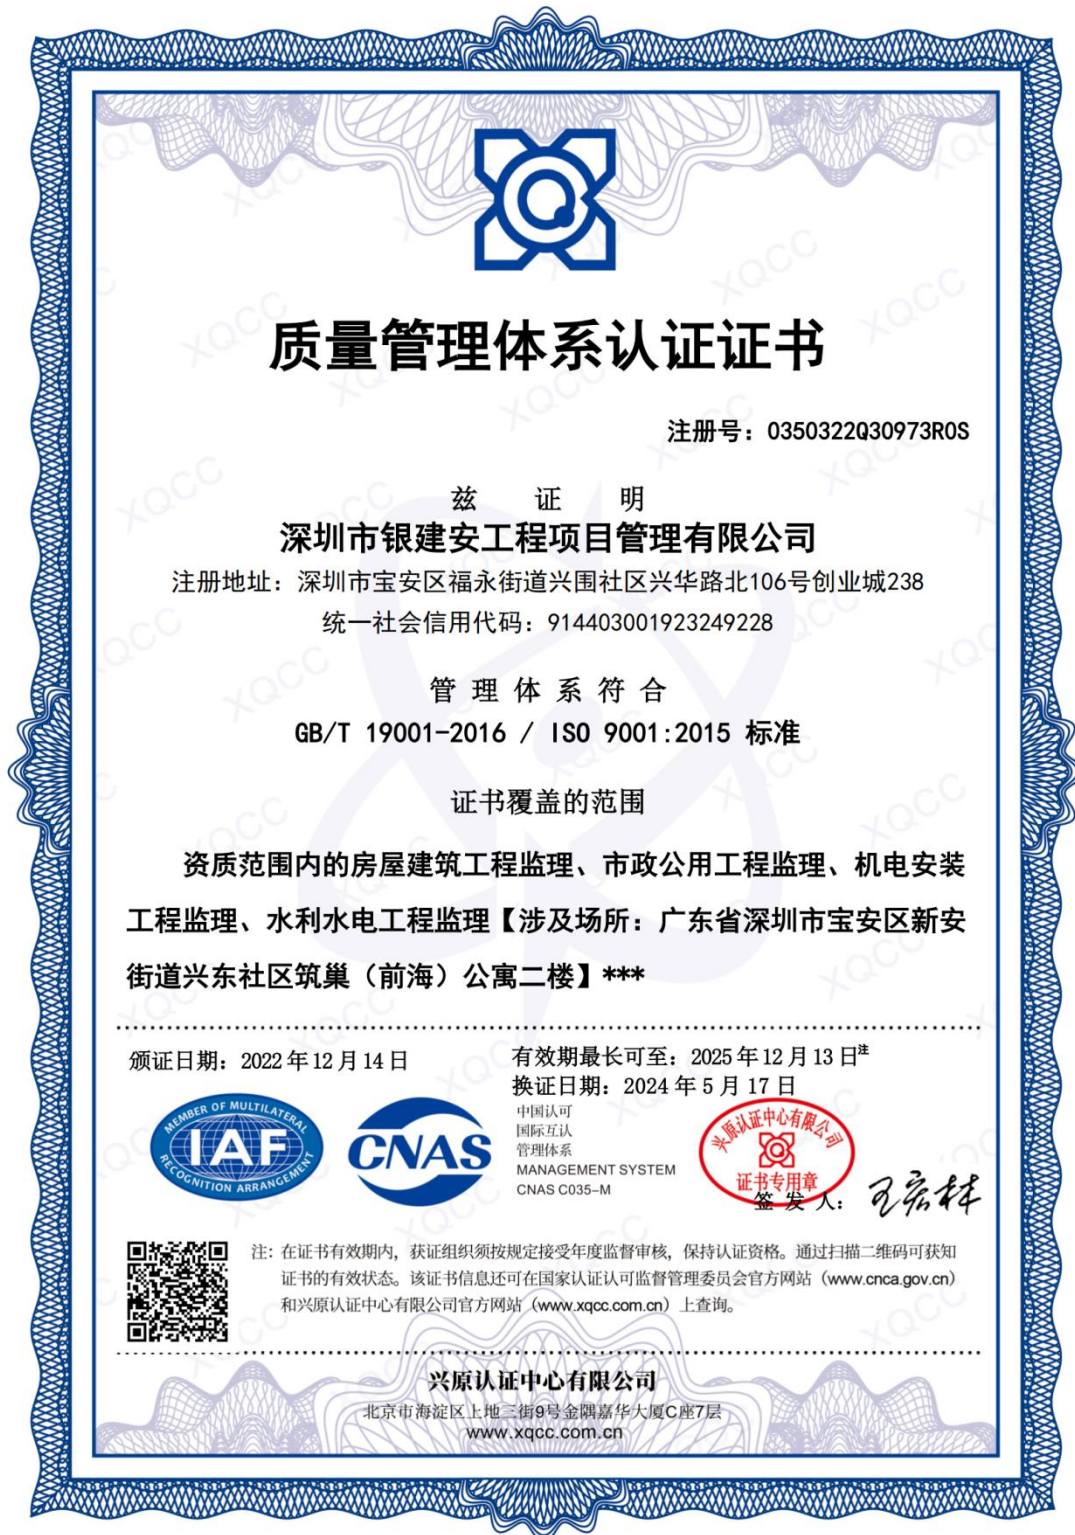 质量管理体系认证证书
注册号：0350322Q30973R0S
兹 证 明
深圳市银建安工程项目管理有限公司
注册地址：深圳市宝安区福永街道兴围社区兴华路北106号创业城238
统一社会信用代码：914403001923249228
管理体系符合
GB/T 19001-2016 / ISO 9001:2015 标准
证书覆盖的范围
资质范围内的房屋建筑工程监理、市政公用工程监理、机电安装
工程监理、水利水电工程监理【涉及场所：广东省深圳市宝安区新安
街道兴东社区筑巢（前海）公寓二楼】***
颁证日期：2022年12月14日
有效期最长可至：2025年12月13日注
换证日期：2024年5月17日
MEMBER OF MULTILATERAL
IAF
RECOGNITION ARRANGEMENT
CNAS
中国认可
国际互认
管理体系
MANAGEMENT SYSTEM
CNAS C035-M
兴原认证中心有限公司
证书专用章
签 发 人：王宏林
注：在证书有效期内，获证组织须按规定接受年度监督审核，保持认证资格。通过扫描二维码可获知
证书的有效状态。该证书信息还可在国家认证认可监督管理委员会官方网站（www.cnca.gov.cn）
和兴原认证中心有限公司官方网站（www.xqcc.com.cn）上查询。
兴原认证中心有限公司
北京市海淀区上地三街9号金隅嘉华大厦C座7层
www.xqcc.com.cn